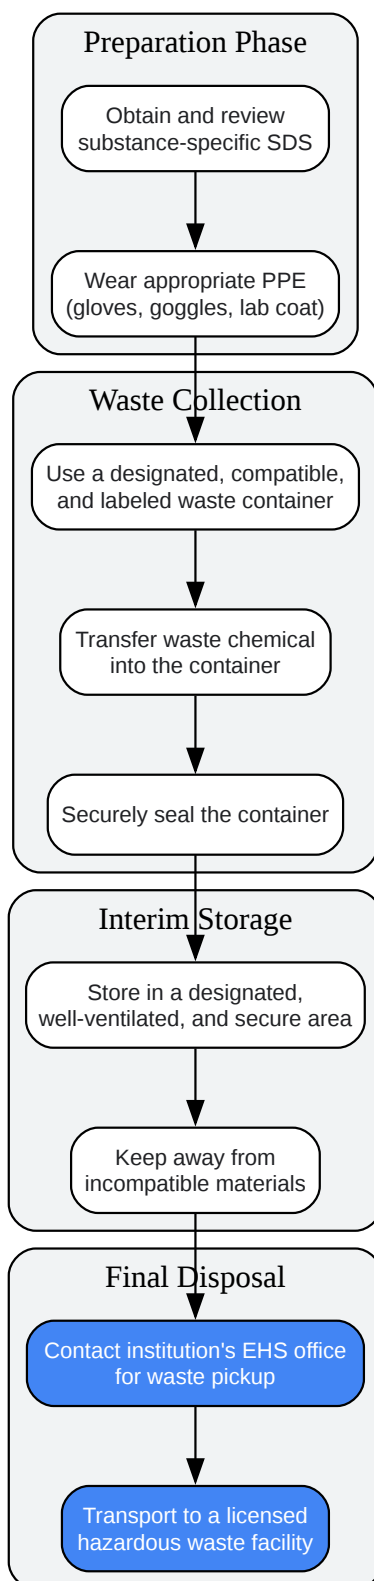 Preparation Phase
Obtain and review
substance-specific SDS
Wear appropriate PPE
(gloves, goggles, lab coat)
Waste Collection
Use a designated, compatible,
and labeled waste container
Transfer waste chemical
into the container
Securely seal the container
Interim Storage
Store in a designated,
well-ventilated, and secure area
Keep away from
incompatible materials
Final Disposal
Contact institution's EHS office
for waste pickup
Transport to a licensed
hazardous waste facility